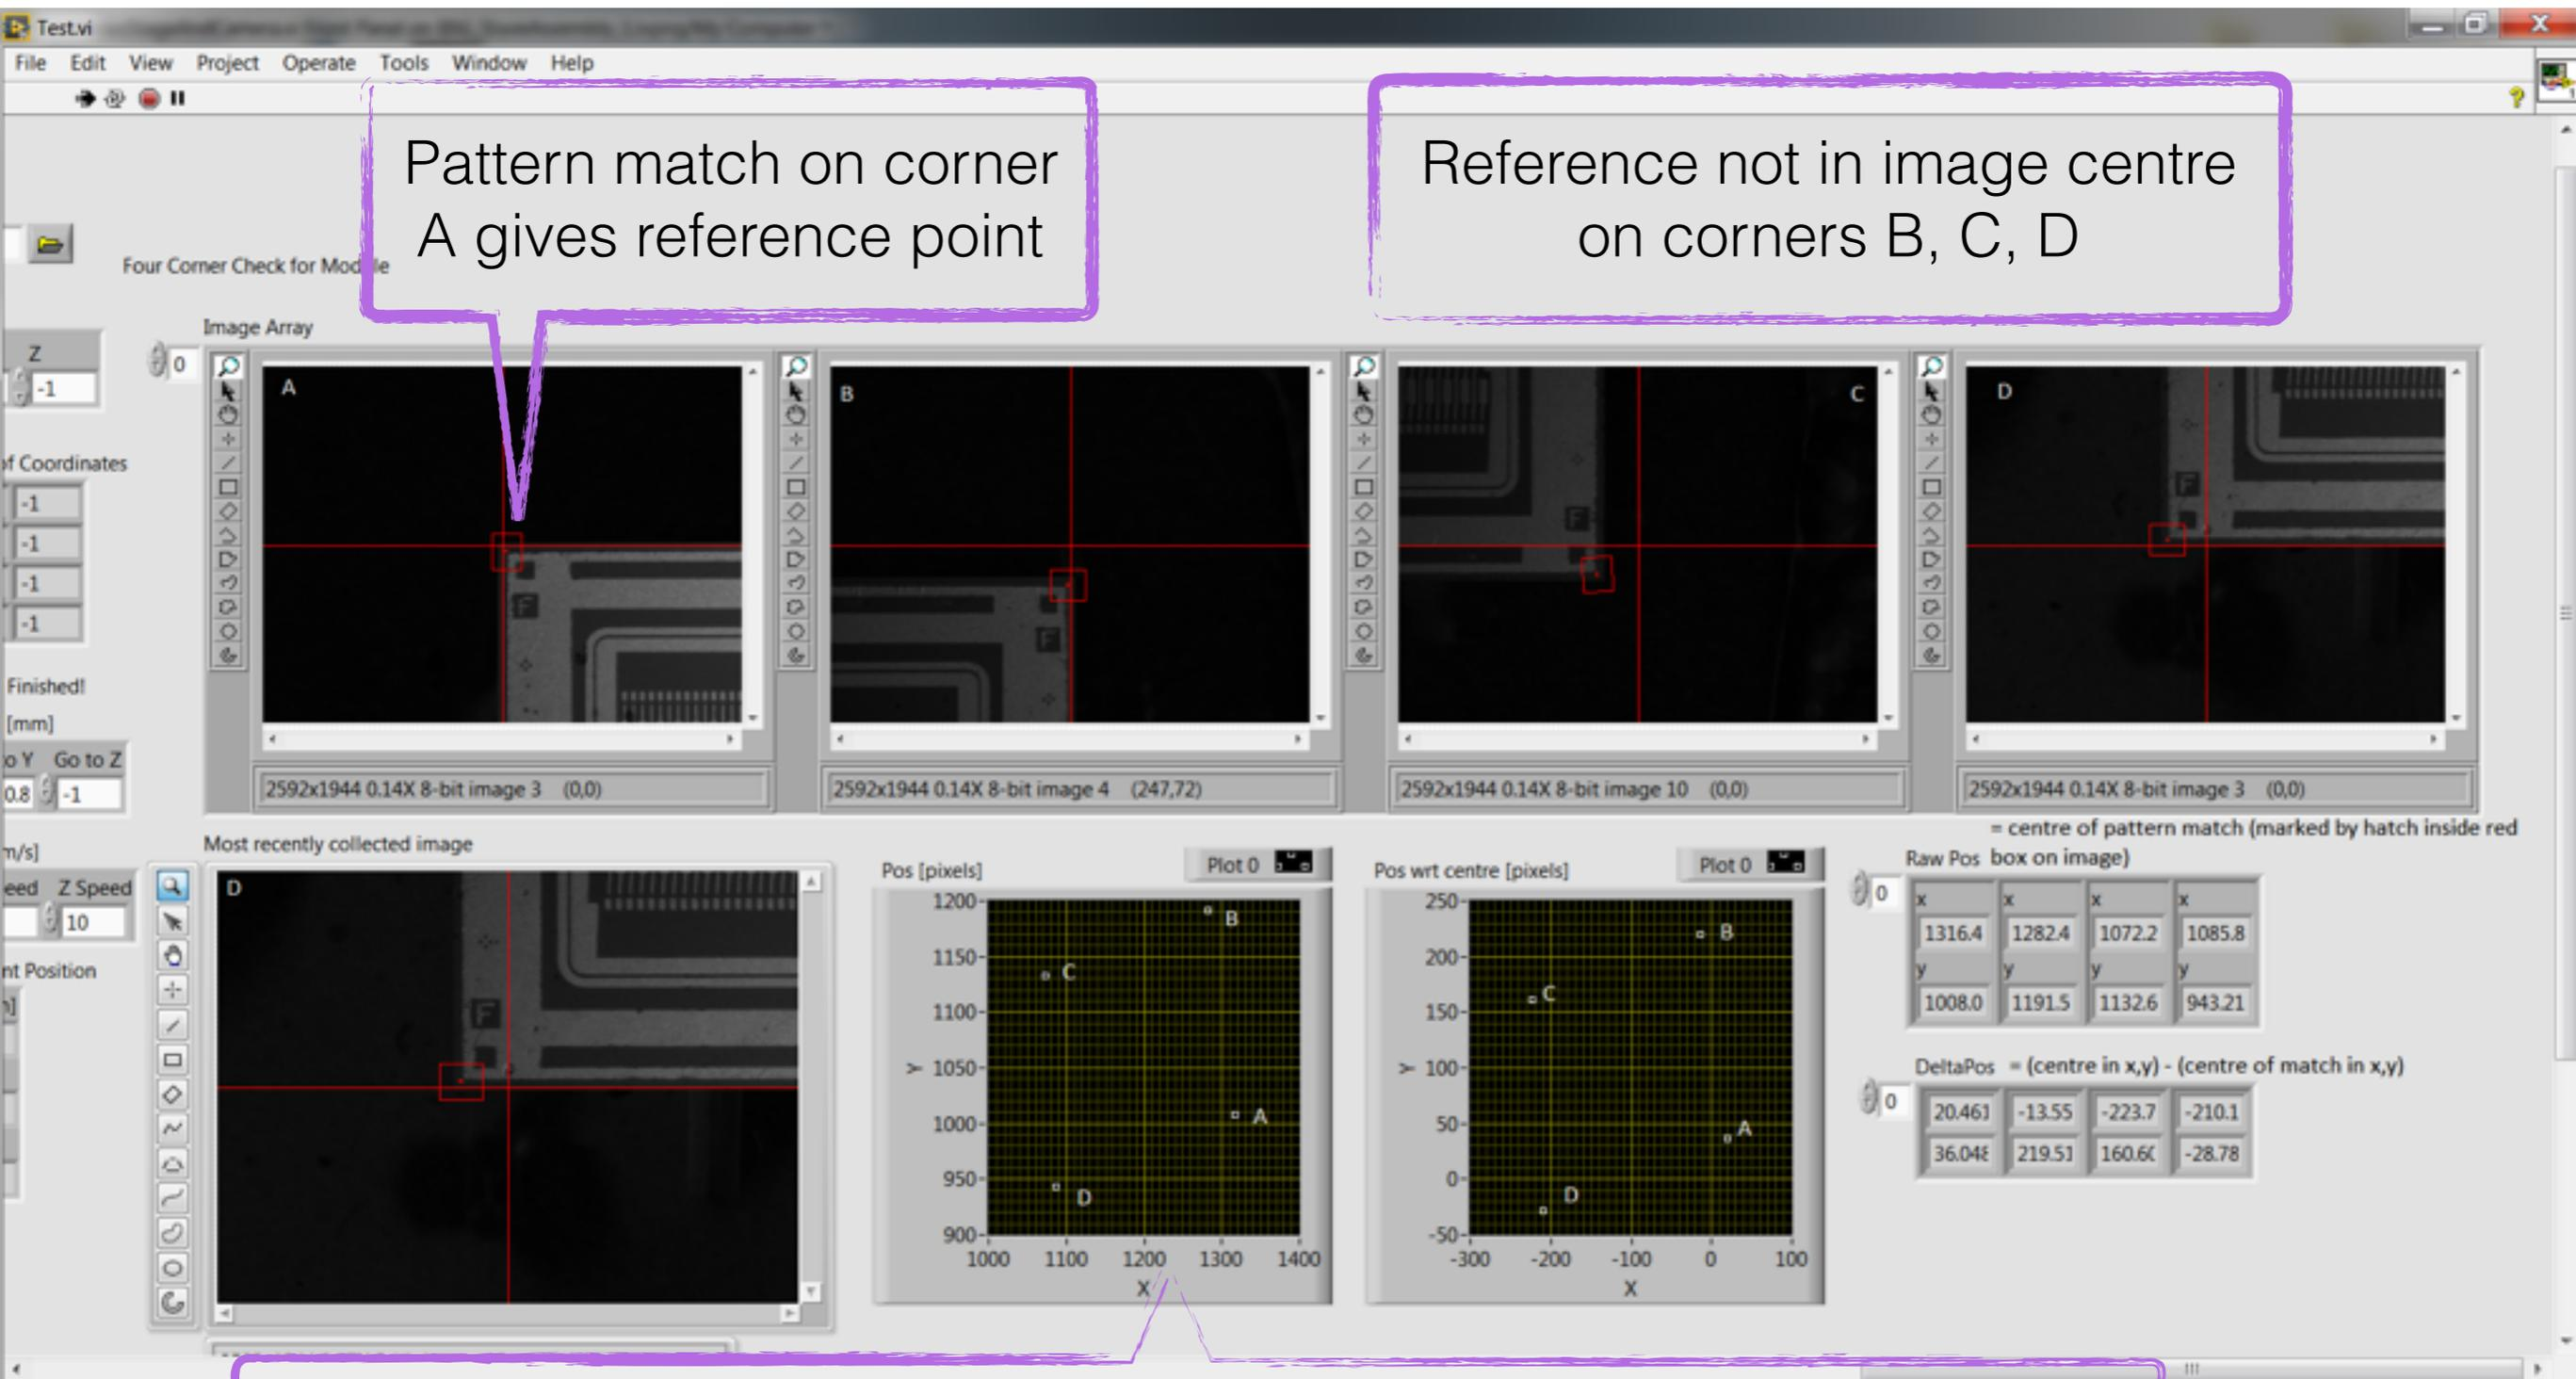 Test.vi
File Edit View Project Operate Tools Window Help
Pattern match on corner
A gives reference point
Reference not in image centre
on corners B, C, D
Four Corner Check for Module
Image Array
Z
-1
0
of Coordinates
-1
-1
-1
-1
Finished!
[mm]
o Y Go to Z
0.8 -1
m/s]
eed Z Speed
10
nt Position
A
F
B
F
C
F
D
F
2592x1944 0.14X 8-bit image 3 (0,0)
2592x1944 0.14X 8-bit image 4 (247,72)
2592x1944 0.14X 8-bit image 10 (0,0)
2592x1944 0.14X 8-bit image 3 (0,0)
Most recently collected image
D
F
Pos [pixels]
Plot 0
1200
1150
1100
1050
1000
950
900
Y
B
C
A
D
1000 1100 1200 1300 1400
X
Pos wrt centre [pixels]
Plot 0
250
200
150
100
50
0
-50
Y
B
C
A
D
-300 -200 -100 0 100
X
= centre of pattern match (marked by hatch inside red
Raw Pos box on image)
0
x x x x
1316.4 1282.4 1072.2 1085.8
y y y y
1008.0 1191.5 1132.6 943.21
DeltaPos = (centre in x,y) - (centre of match in x,y)
0
20.461 -13.55 -223.7 -210.1
36.048 219.51 160.60 -28.78